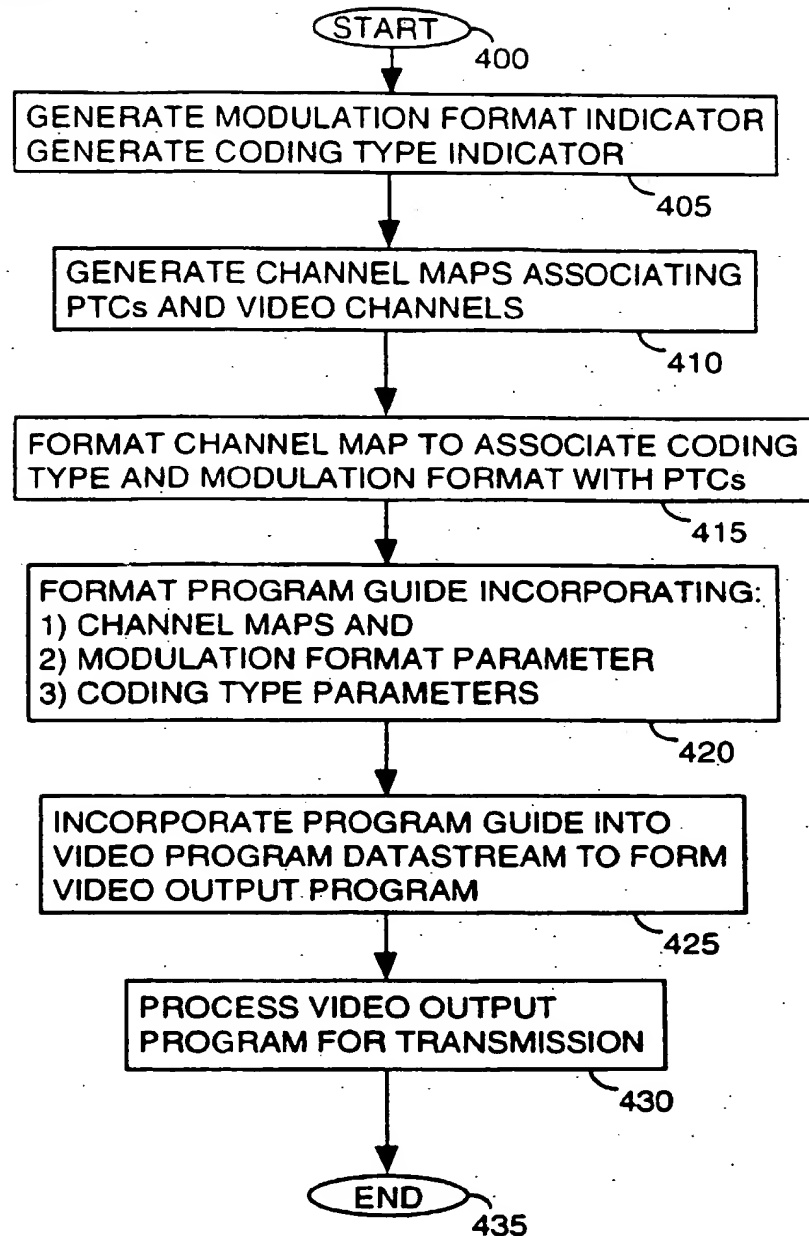 START
400
GENERATE MODULATION FORMAT INDICATOR
GENERATE CODING TYPE INDICATOR
405
GENERATE CHANNEL MAPS ASSOCIATING
PTCs AND VIDEO CHANNELS
410
FORMAT CHANNEL MAP TO ASSOCIATE CODING
TYPE AND MODULATION FORMAT WITH PTCs
415
FORMAT PROGRAM GUIDE INCORPORATING:
1) CHANNEL MAPS AND
2) MODULATION FORMAT PARAMETER
3) CODING TYPE PARAMETERS
420
INCORPORATE PROGRAM GUIDE INTO
VIDEO PROGRAM DATASTREAM TO FORM
VIDEO OUTPUT PROGRAM
425
PROCESS VIDEO OUTPUT
PROGRAM FOR TRANSMISSION
430
END
435